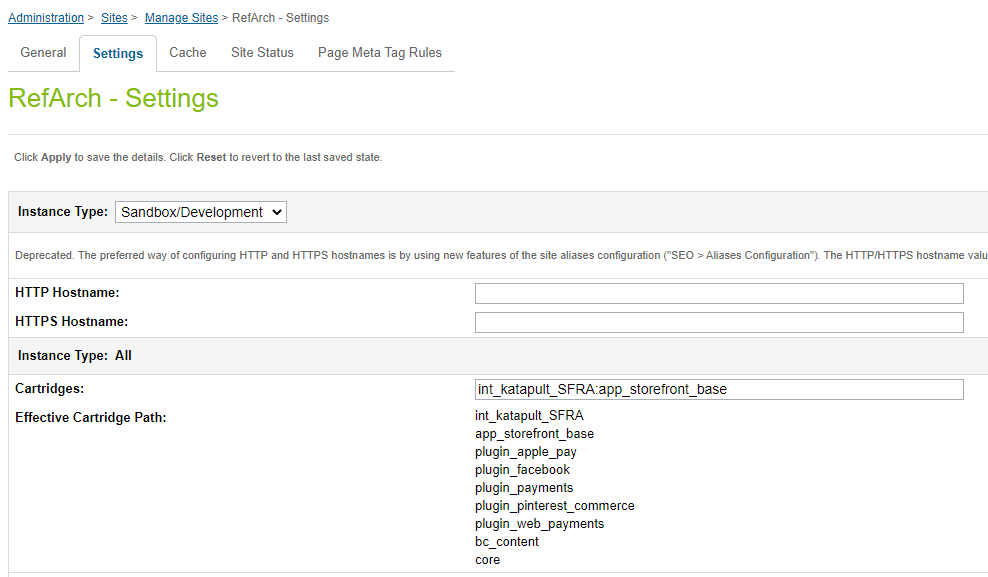 Administration > Sites > Manage Sites > RefArch - Settings
General Settings Cache Site Status Page Meta Tag Rules
RefArch - Settings
Click Apply to save the details. Click Reset to revert to the last saved state.
Instance Type: Sandbox/Development
Deprecated. The preferred way of configuring HTTP and HTTPS hostnames is by using new features of the site aliases configuration ("SEO > Aliases Configuration"). The HTTP/HTTPS hostname valu
HTTP Hostname:
HTTPS Hostname:
Instance Type: All
Cartridges: int_katapult_SFRA:app_storefront_base
Effective Cartridge Path: int_katapult_SFRA
app_storefront_base
plugin_apple_pay
plugin_facebook
plugin_payments
plugin_pinterest_commerce
plugin_web_payments
bc_content
core